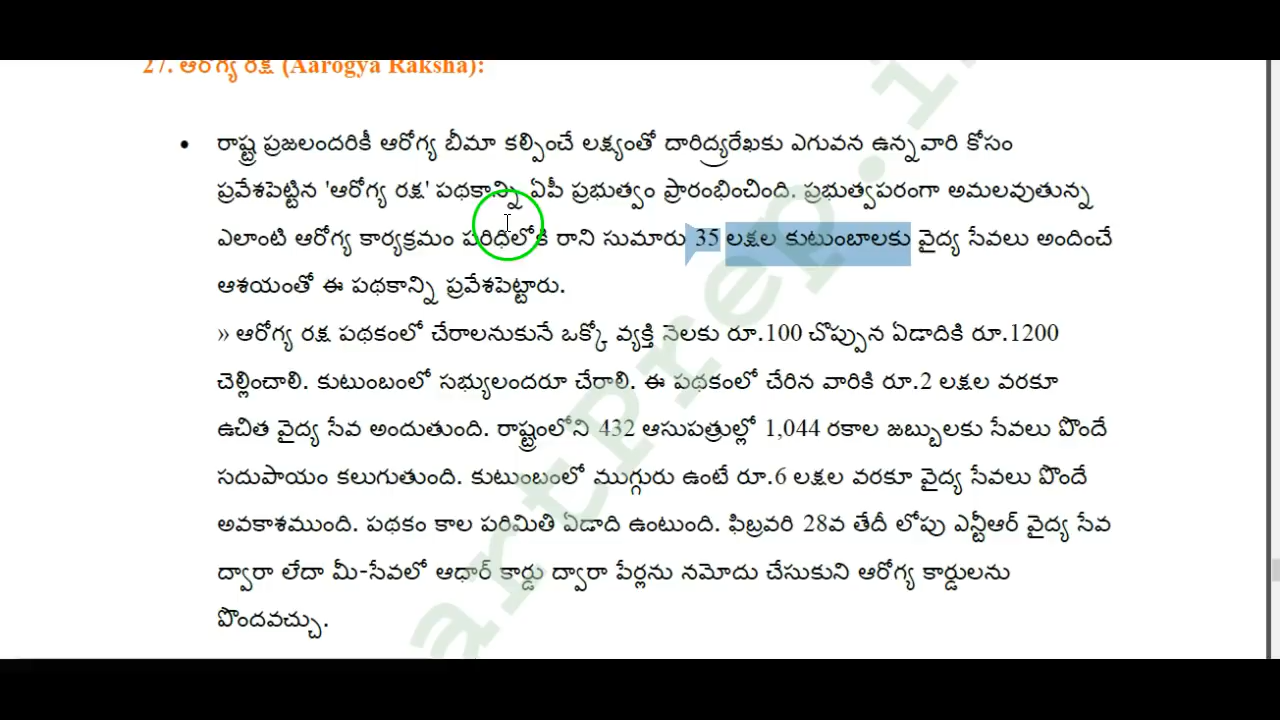 27. ఆరోగ్య రక్ష (Aarogya Raksha):
• రాష్ట్ర ప్రజలందరికీ ఆరోగ్య బీమా కల్పించే లక్ష్యంతో దారిద్ర్యరేఖకు ఎగువన ఉన్న వారి కోసం
ప్రవేశపెట్టిన 'ఆరోగ్య రక్ష' పథకాన్ని ఏపీ ప్రభుత్వం ప్రారంభించింది. ప్రభుత్వపరంగా అమలవుతున్న
ఎలాంటి ఆరోగ్య కార్యక్రమం పరిధిలోకి రాని సుమారు 35 లక్షల కుటుంబాలకు వైద్య సేవలు అందించే
ఆశయంతో ఈ పథకాన్ని ప్రవేశపెట్టారు.
» ఆరోగ్య రక్ష పథకంలో చేరాలనుకునే ఒక్కో వ్యక్తి నెలకు రూ.100 చొప్పున ఏడాదికి రూ.1200
చెల్లించాలి. కుటుంబంలో సభ్యులందరూ చేరాలి. ఈ పథకంలో చేరిన వారికి రూ.2 లక్షల వరకూ
ఉచిత వైద్య సేవ అందుతుంది. రాష్ట్రంలోని 432 ఆసుపత్రుల్లో 1,044 రకాల జబ్బులకు సేవలు పొందే
సదుపాయం కలుగుతుంది. కుటుంబంలో ముగ్గురు ఉంటే రూ.6 లక్షల వరకూ వైద్య సేవలు పొందే
అవకాశముంది. పథకం కాల పరిమితి ఏడాది ఉంటుంది. ఫిబ్రవరి 28వ తేదీ లోపు ఎన్టీఆర్ వైద్య సేవ
ద్వారా లేదా మీ-సేవలో ఆధార్ కార్డు ద్వారా పేర్లను నమోదు చేసుకుని ఆరోగ్య కార్డులను
పొందవచ్చు.
artprep.i